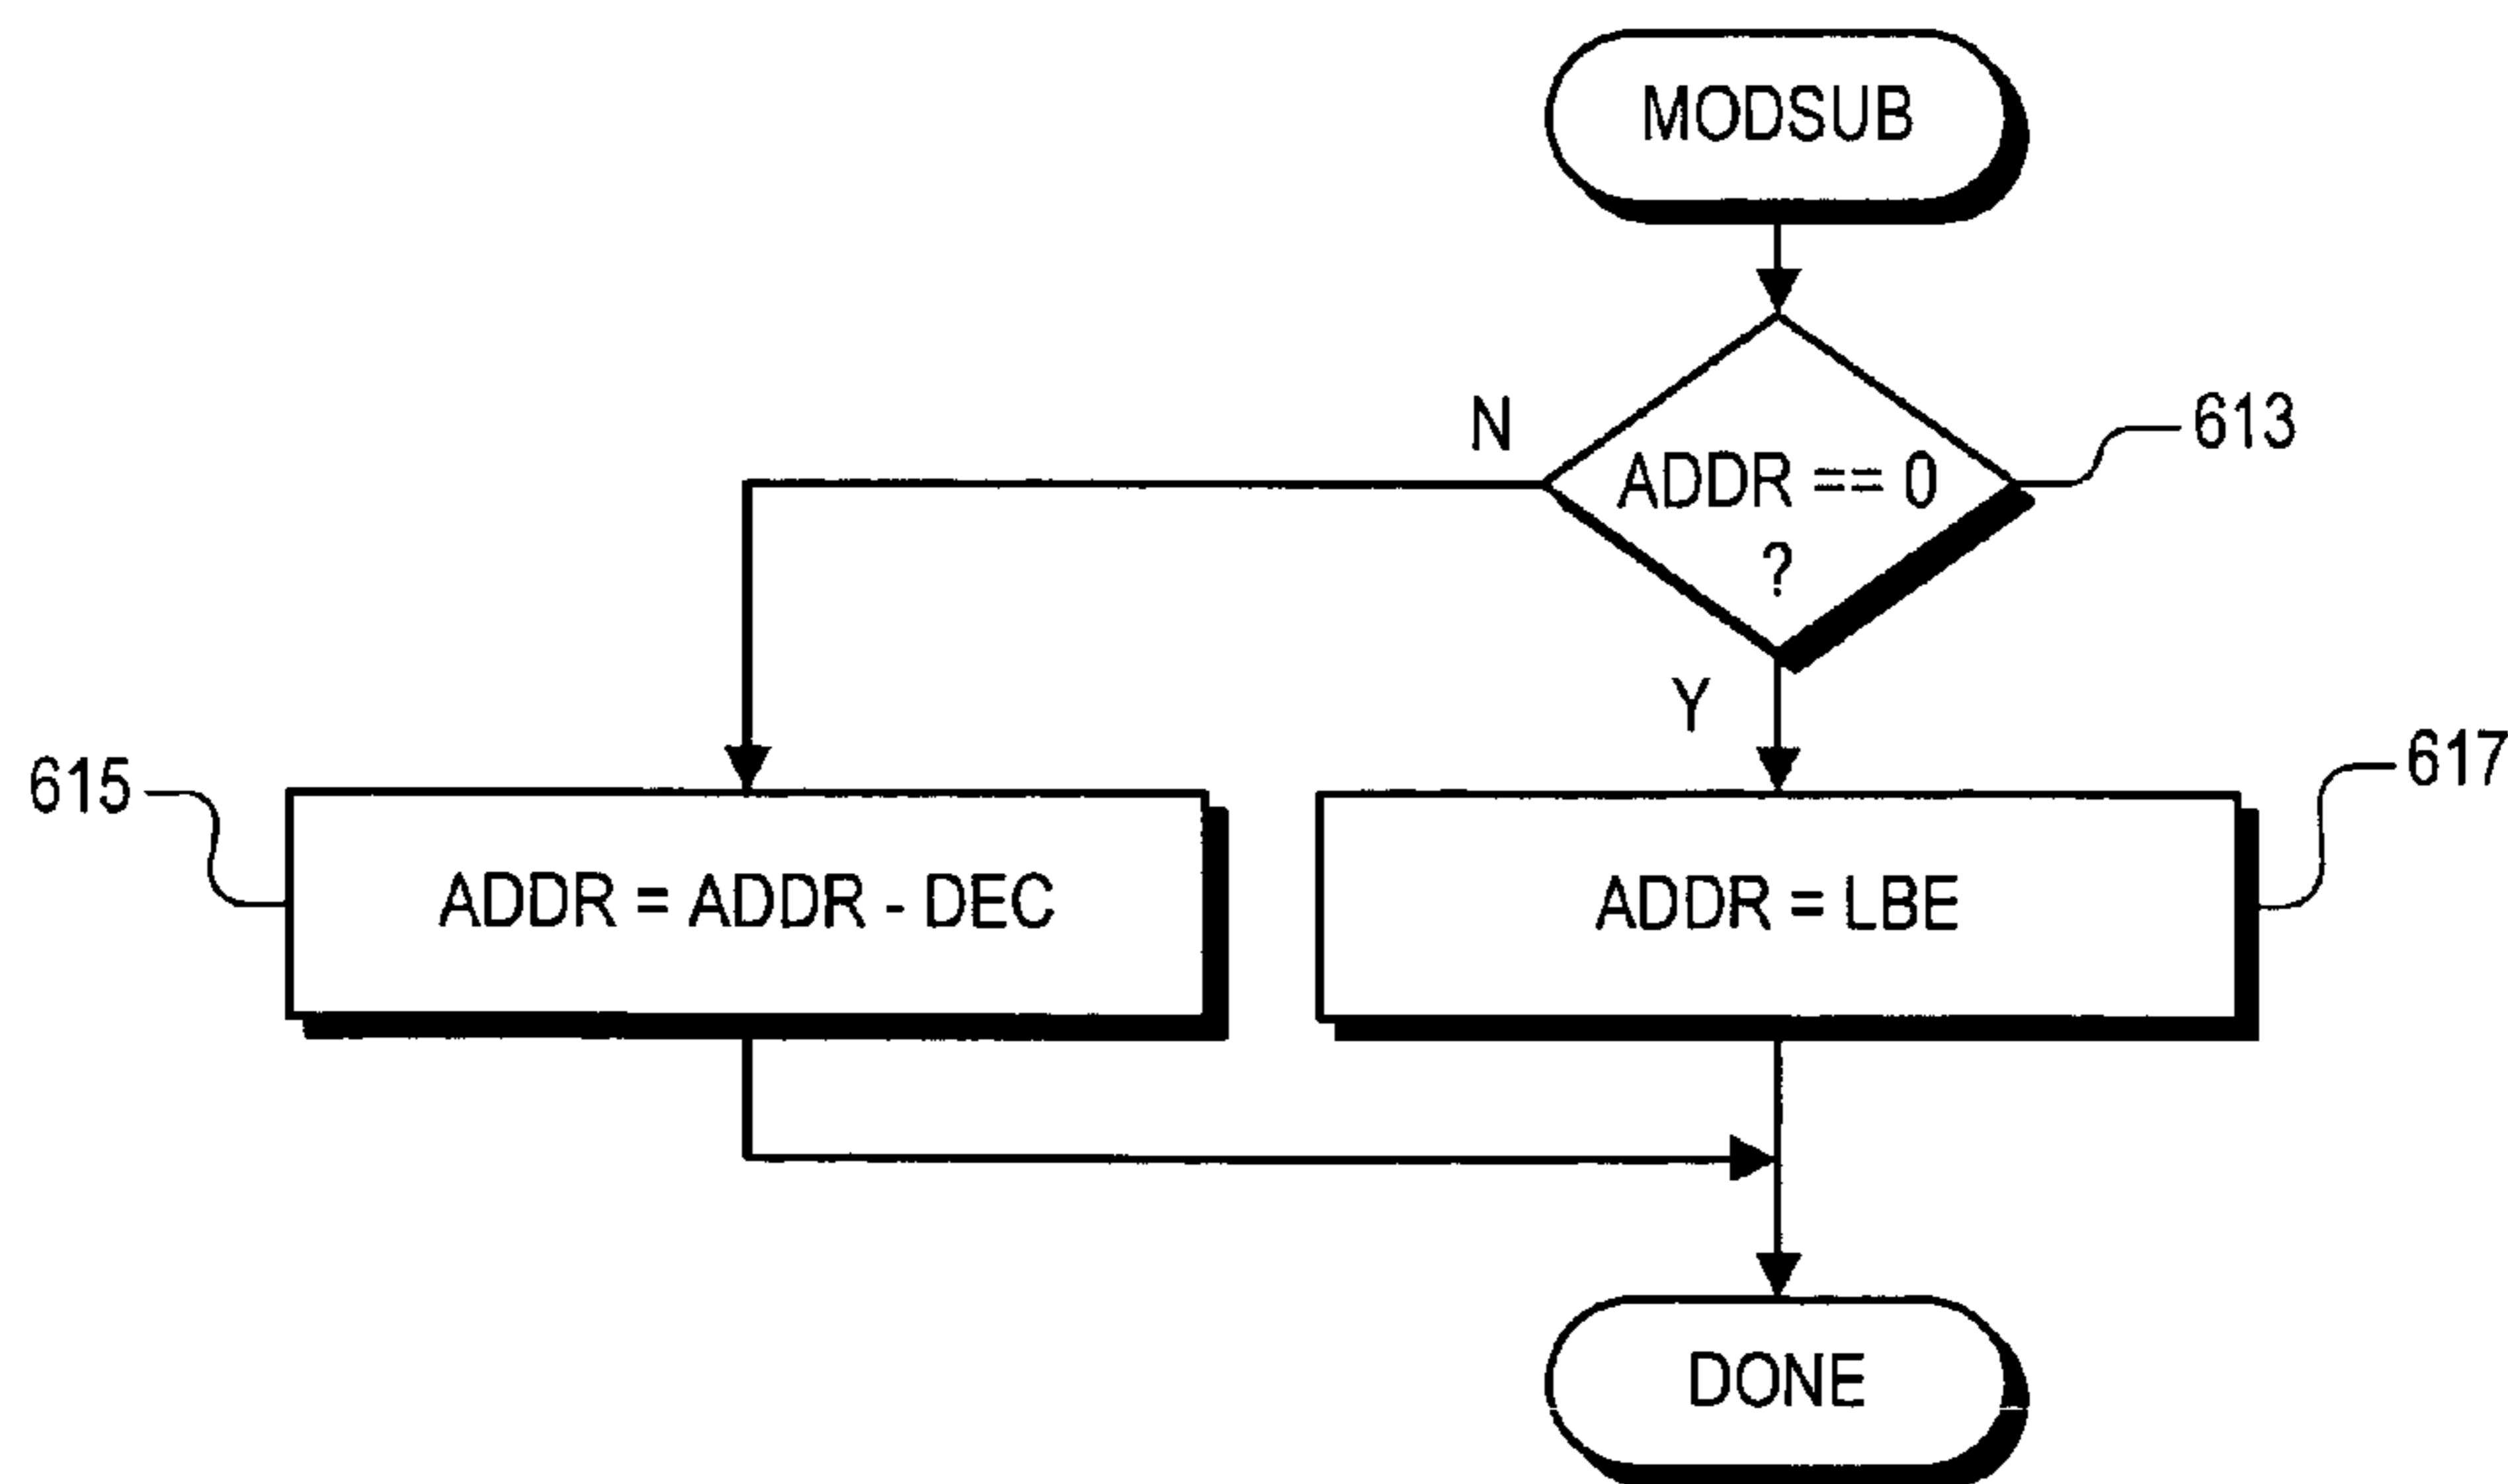 MODSUB
N
613
ADDR == 0
?
Y
615
617
ADDR = ADDR - DEC
ADDR = LBE
DONE